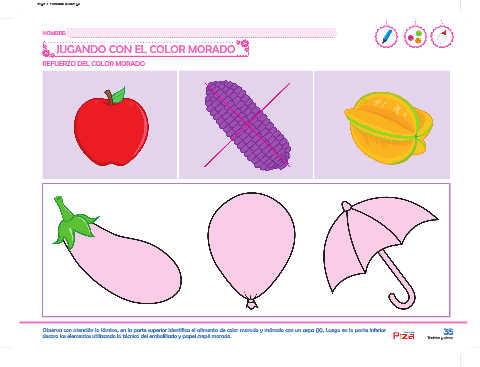 NOMBRE:
JUGANDO CON EL COLOR MORADO
REFUERZO DEL COLOR MORADO
Observa con atención la lámina, en la parte superior identifica el alimento de color morado y márcalo con un aspa (X). Luego en la parte inferior
decora los elementos utilizando la técnica del embolillado y papel crepé morado.
35